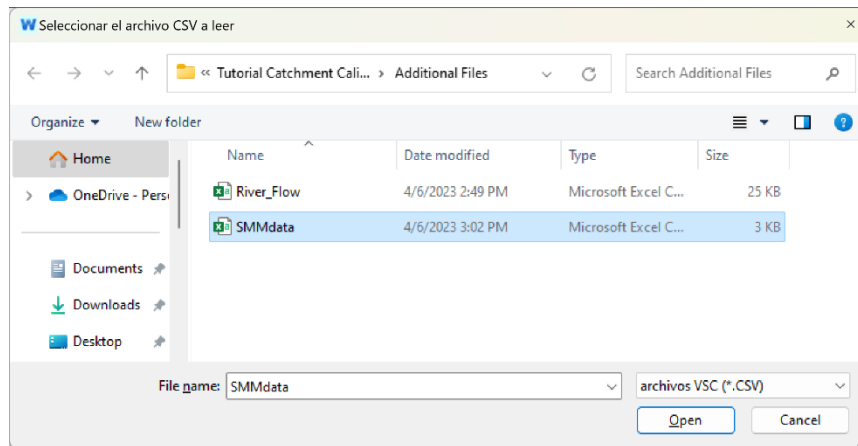 W Seleccionar el archivo CSV a leer
« Tutorial Catchment Cali... > Additional Files
Search Additional Files
Organize
New folder
Name Date modified Type Size
Home
OneDrive - Pers
River_Flow 4/6/2023 2:49 PM Microsoft Excel C... 25 KB
SMMdata 4/6/2023 3:02 PM Microsoft Excel C... 3 KB
Documents
Downloads
Desktop
File name: SMMdata
archivos VSC (*.CSV)
Open
Cancel